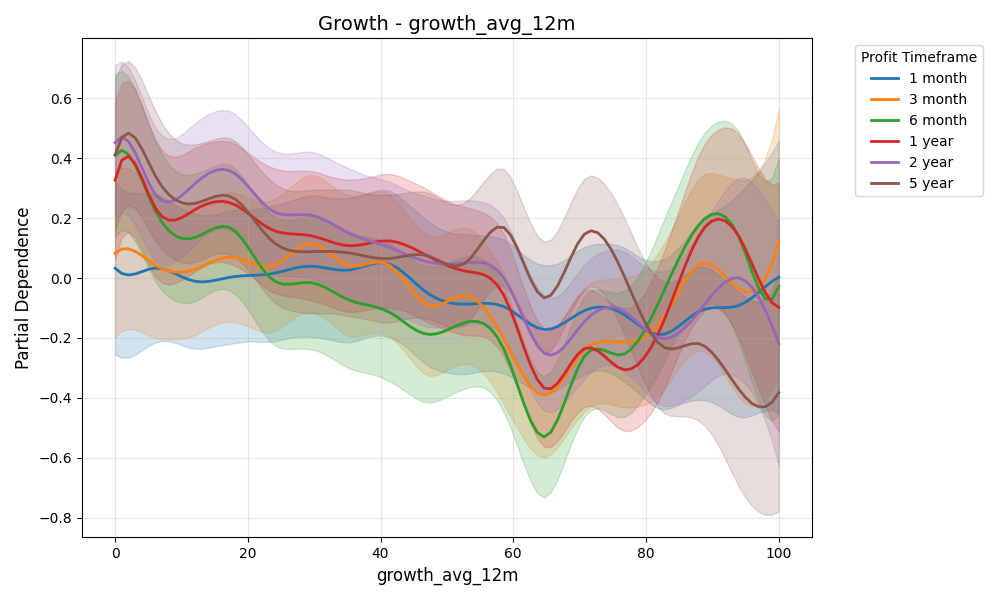 Growth - growth_avg_12m
Profit Timeframe
1 month
3 month
6 month
1 year
2 year
5 year
Partial Dependence
0.6
0.4
0.2
0.0
−0.2
−0.4
−0.6
−0.8
0 20 40 60 80 100
growth_avg_12m